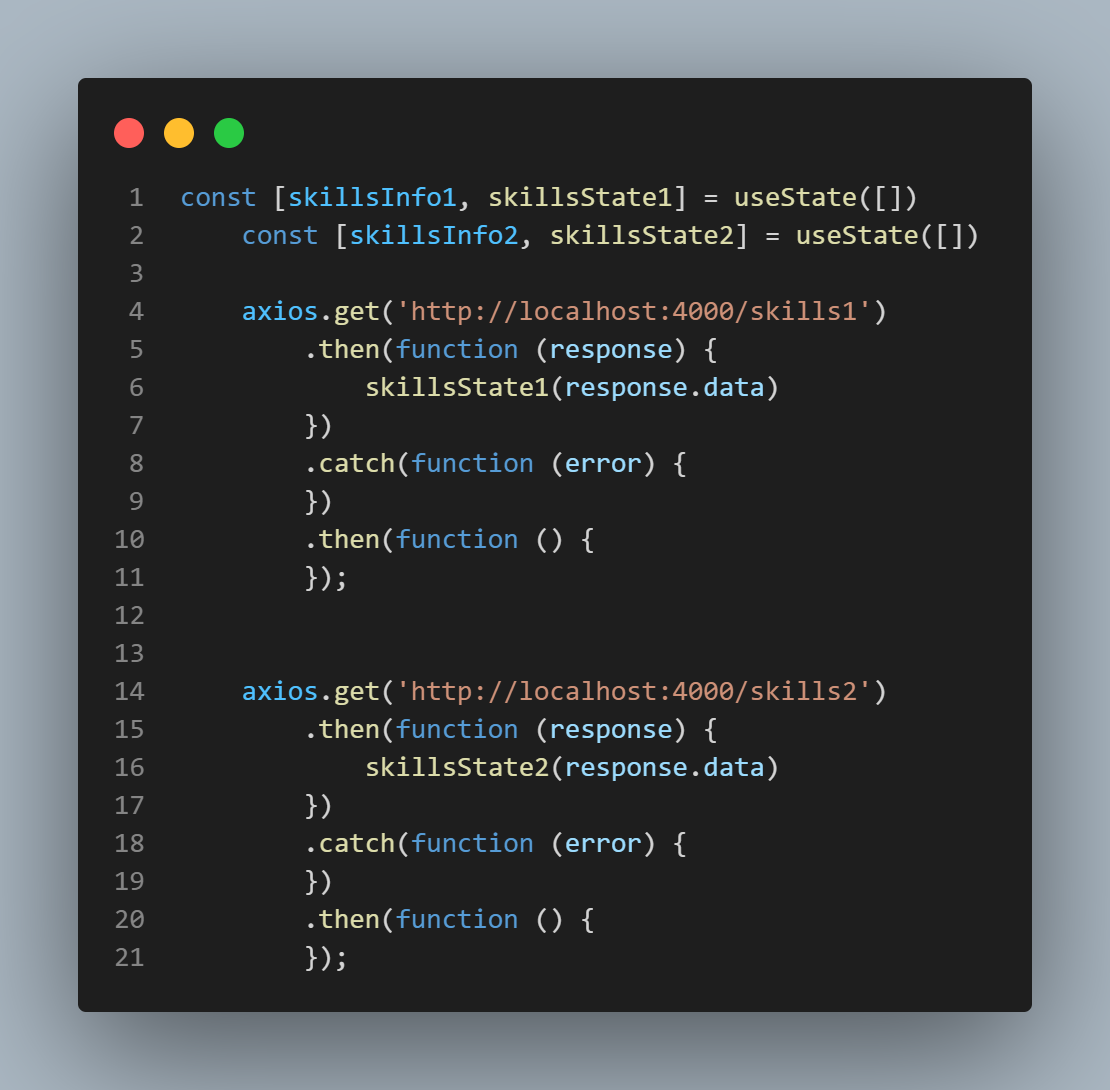 1 const [skillsInfo1, skillsState1] = useState([])
2     const [skillsInfo2, skillsState2] = useState([])
3
4     axios.get('http://localhost:4000/skills1')
5         .then(function (response) {
6             skillsState1(response.data)
7         })
8         .catch(function (error) {
9         })
10         .then(function () {
11         });
12
13
14     axios.get('http://localhost:4000/skills2')
15         .then(function (response) {
16             skillsState2(response.data)
17         })
18         .catch(function (error) {
19         })
20         .then(function () {
21         });